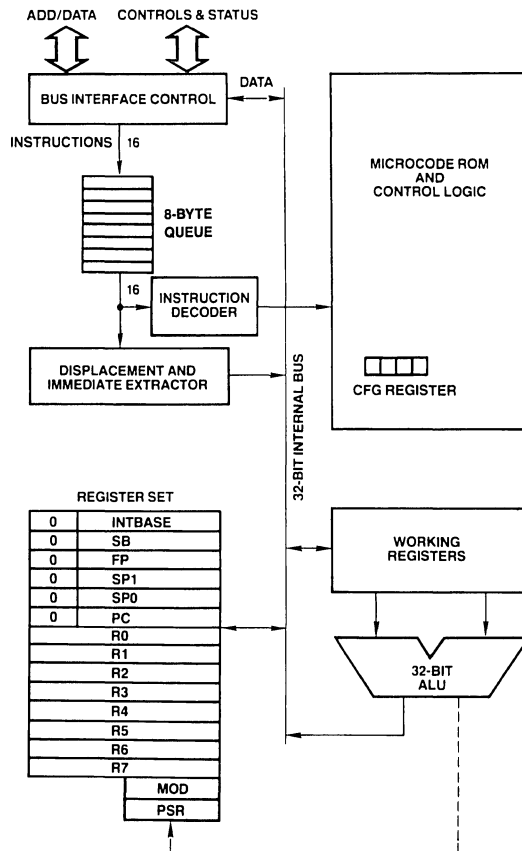 ADD/DATA CONTROLS & STATUS
BUS INTERFACE CONTROL
DATA
INSTRUCTIONS 16
8-BYTE
QUEUE
16
INSTRUCTION
DECODER
DISPLACEMENT AND
IMMEDIATE EXTRACTOR
32-BIT INTERNAL BUS
MICROCODE ROM
AND
CONTROL LOGIC
CFG REGISTER
REGISTER SET
0 INTBASE
0 SB
0 FP
0 SP1
0 SP0
0 PC
R0
R1
R2
R3
R4
R5
R6
R7
MOD
PSR
WORKING
REGISTERS
32-BIT
ALU